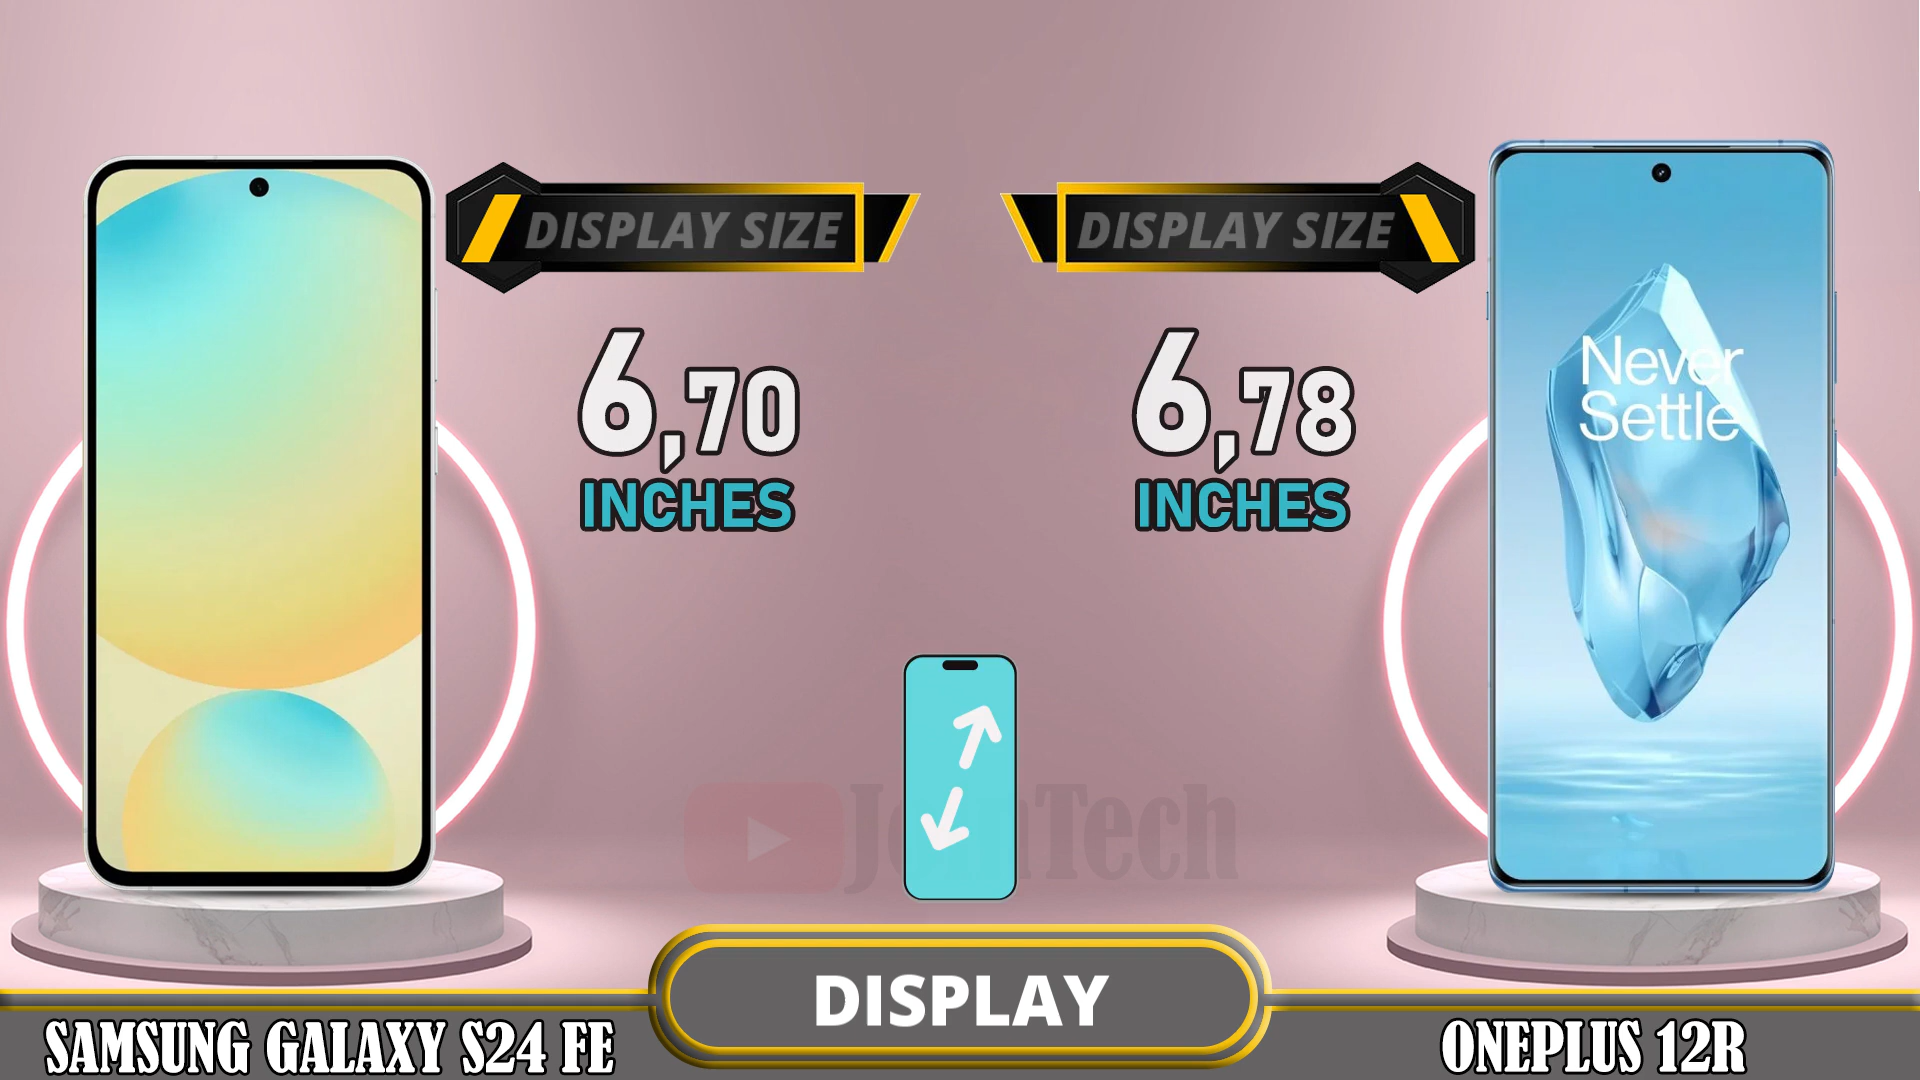 DISPLAY SIZE
DISPLAY SIZE
6,70
INCHES
6,78
INCHES
Never
Settle
DISPLAY
SAMSUNG GALAXY S24 FE
ONEPLUS 12R